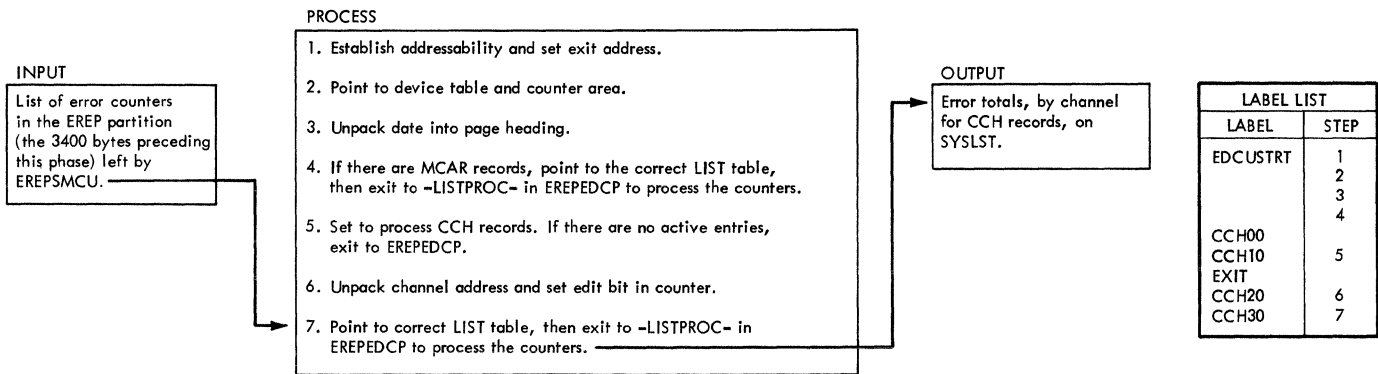 PROCESS
1. Establish addressability and set exit address.
2. Point to device table and counter area.
3. Unpack date into page heading.
4. If there are MCAR records, point to the correct LIST table,
then exit to -LISTPROC- in EREPEDCP to process the counters.
5. Set to process CCH records. If there are no active entries,
exit to EREPEDCP.
6. Unpack channel address and set edit bit in counter.
7. Point to correct LIST table, then exit to -LISTPROC- in
EREPEDCP to process the counters.
INPUT
List of error counters
in the EREP partition
(the 3400 bytes preceding
this phase) left by
EREPSMCU.
OUTPUT
Error totals, by channel
for CCH records, on
SYSLST.
LABEL LIST
LABEL STEP
EDCUSTRT 1
2
3
4
CCH00
CCH10 5
EXIT
CCH20 6
CCH30 7